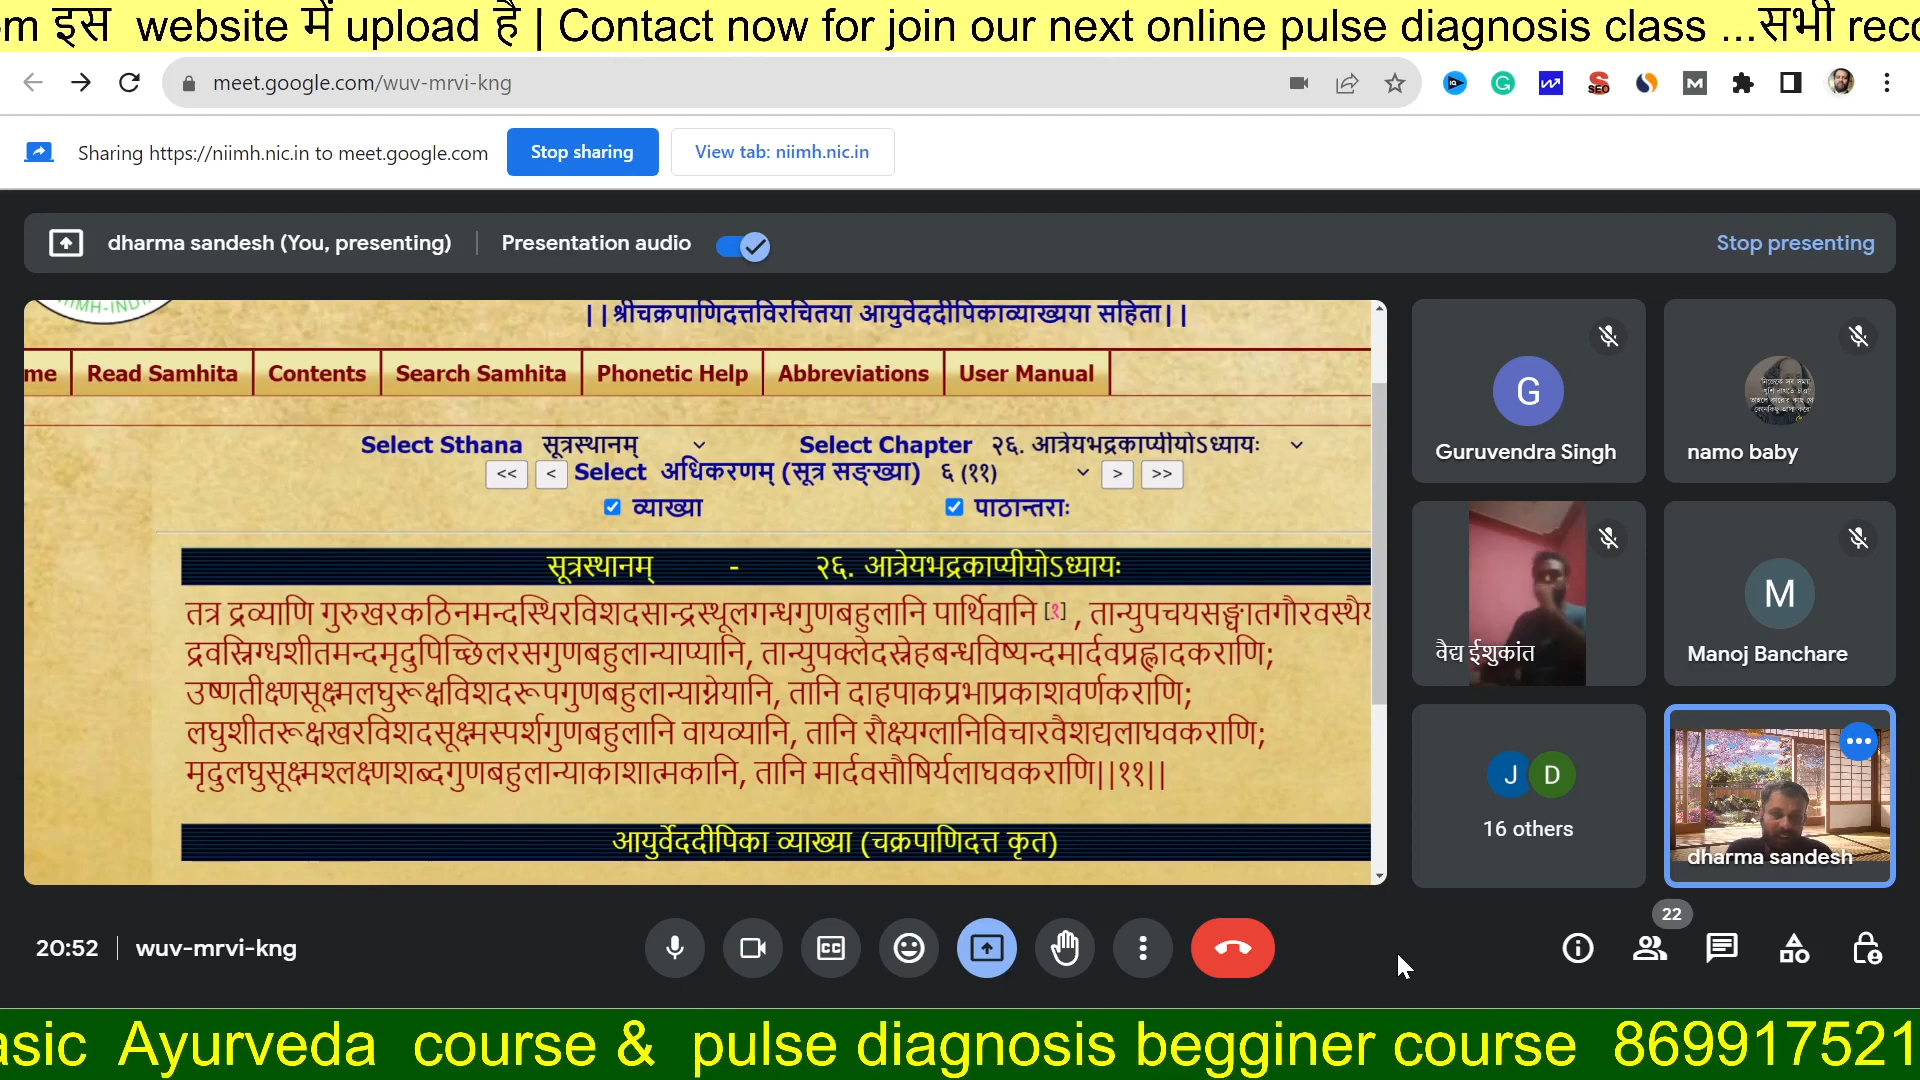 om इस website में upload है | Contact now for join our next online pulse diagnosis class ...सभी reco
meet.google.com/wuv-mrvi-kng
Sharing https://niimh.nic.in to meet.google.com
Stop sharing
View tab: niimh.nic.in
dharma sandesh (You, presenting)
Presentation audio
Stop presenting
NIIMH-INDI
||श्रीचक्रपाणिदत्तविरचितया आयुर्वेददीपिकाव्याख्यया सहिता||
me
Read Samhita
Contents
Search Samhita
Phonetic Help
Abbreviations
User Manual
Select Sthana सूत्रस्थानम्
Select Chapter २६. आत्रेयभद्रकाप्यीयोऽध्यायः
<< < Select अधिकरणम् (सूत्र सङ्ख्या) ६ (११) > >>
व्याख्या
पाठान्तराः
सूत्रस्थानम् - २६. आत्रेयभद्रकाप्यीयोऽध्यायः
तत्र द्रव्याणि गुरुखरकठिनमन्दस्थिरविशदसान्द्रस्थूलगन्धगुणबहुलानि पार्थिवानि [१] , तान्युपचयसङ्घातगौरवस्थैय
द्रवस्निग्धशीतमन्दमृदुपिच्छिलरसगुणबहुलान्याप्यानि, तान्युपक्लेदस्नेहबन्धविष्यन्दमार्दवप्रह्लादकराणि;
उष्णतीक्ष्णसूक्ष्मलघुरूक्षविशदरूपगुणबहुलान्याग्नेयानि, तानि दाहपाकप्रभाप्रकाशवर्णकराणि;
लघुशीतरूक्षखरविशदसूक्ष्मस्पर्शगुणबहुलानि वायव्यानि, तानि रौक्ष्यग्लानिविचारवैशद्यलाघवकराणि;
मृदुलघुसूक्ष्मश्लक्ष्णशब्दगुणबहुलान्याकाशात्मकानि, तानि मार्दवसौषिर्यलाघवकराणि||११||
आयुर्वेददीपिका व्याख्या (चक्रपाणिदत्त कृत)
G
Guruvendra Singh
namo baby
वैद्य ईशुकांत
M
Manoj Banchare
J D
16 others
dharma sandesh
20:52
wuv-mrvi-kng
22
asic Ayurveda course & pulse diagnosis begginer course 869917521